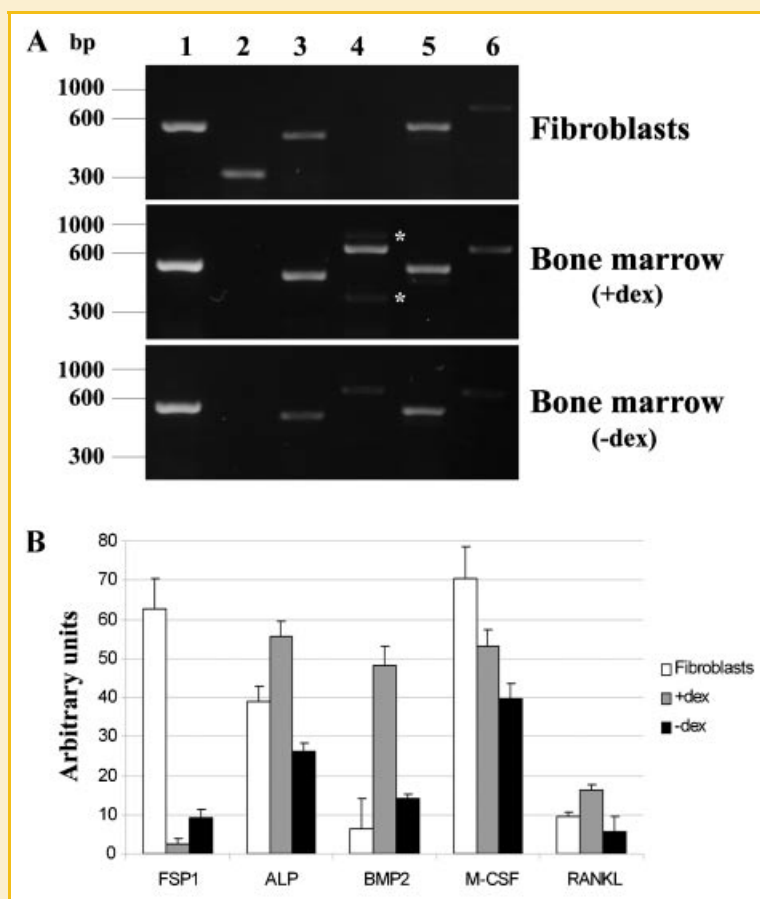 A bp 1 2 3 4 5 6
1000
600
300
Fibroblasts
1000
600
300
*
*
Bone marrow
(+dex)
1000
600
300
Bone marrow
(-dex)
B
Arbitrary units
80
70
60
50
40
30
20
10
0
FSP1 ALP BMP2 M-CSF RANKL
Fibroblasts
+dex
-dex